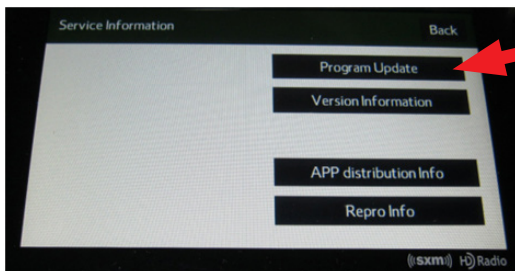 Service Information
Back
Program Update
Version Information
APP distribution Info
Repro Info
((sxm)) HD Radio